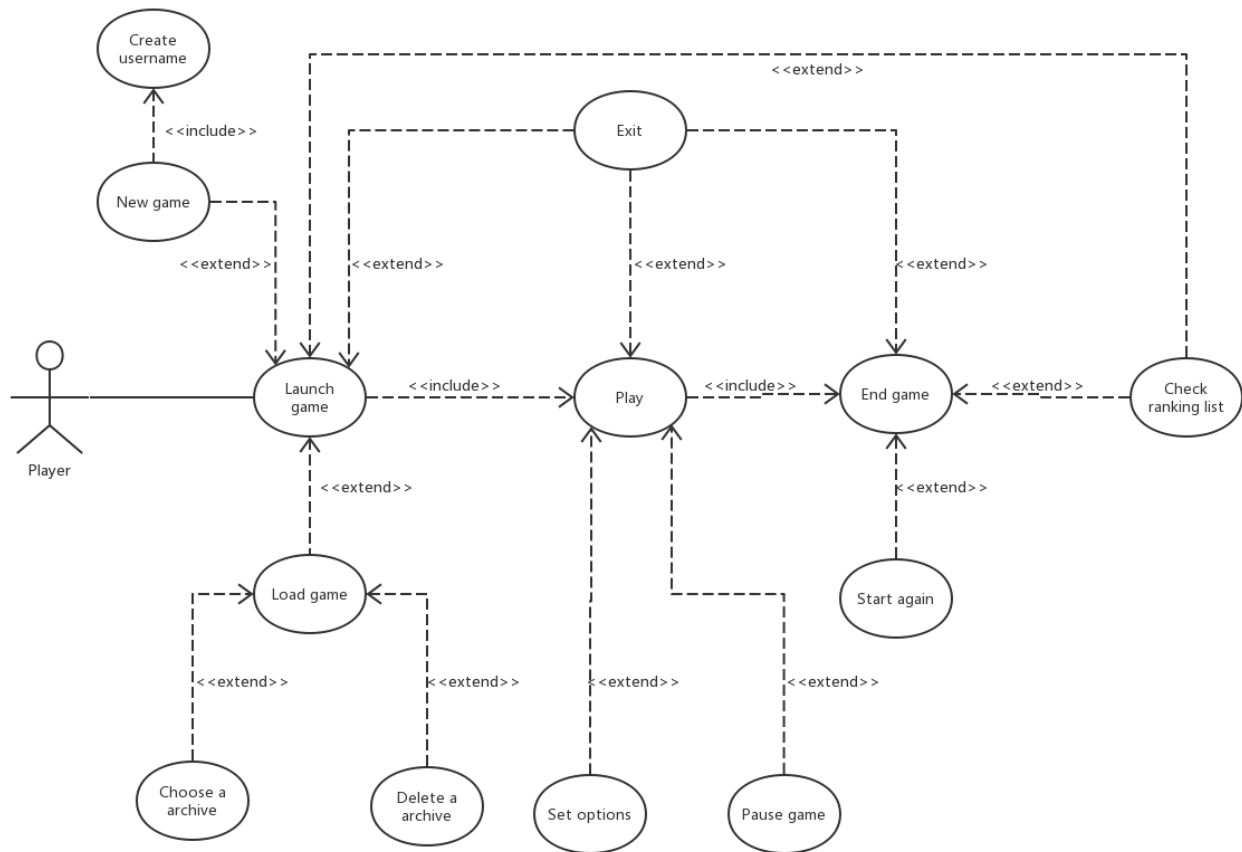 Create
username
<<extend>>
<<include>>
Exit
New game
<<extend>>
<<extend>>
<<extend>>
<<extend>>
Launch
game
<<include>>
Play
<<include>>
End game
<<extend>>
Check
ranking list
Player
<<extend>>
<<extend>>
Load game
Start again
<<extend>>
<<extend>>
<<extend>>
<<extend>>
Choose a
archive
Delete a
archive
Set options
Pause game